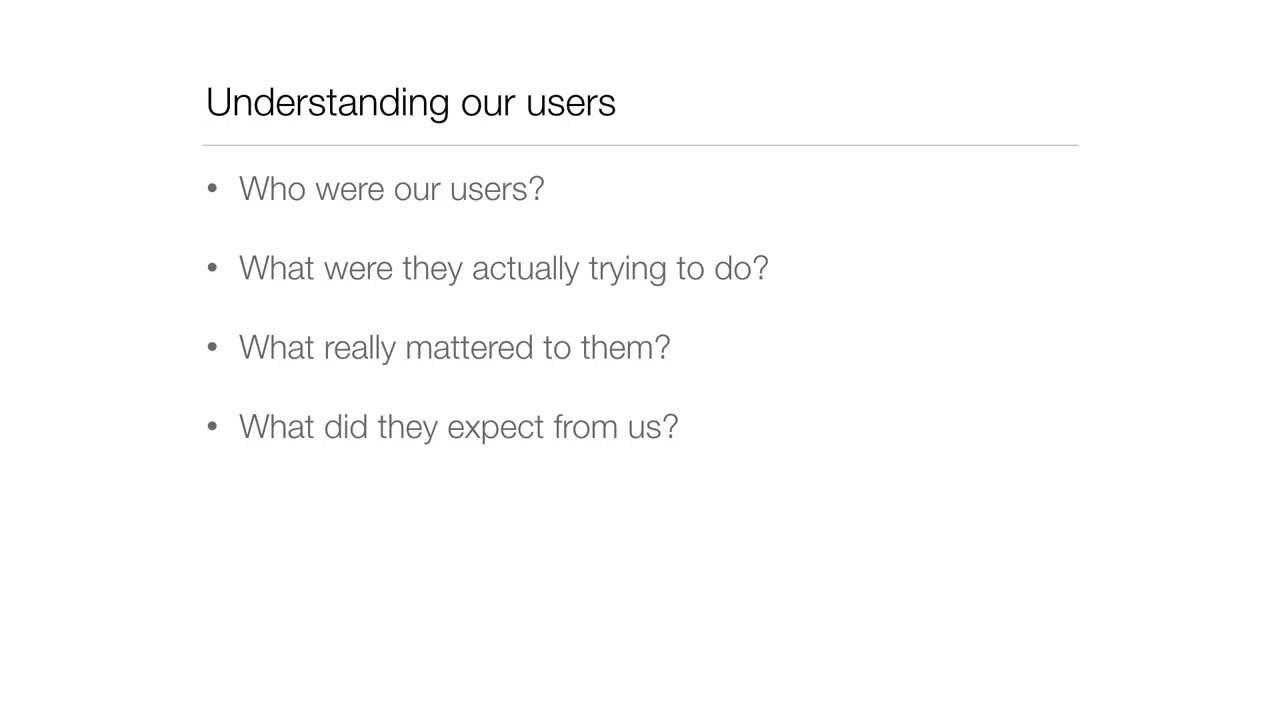 Understanding our users
• Who were our users?
• What were they actually trying to do?
• What really mattered to them?
• What did they expect from us?